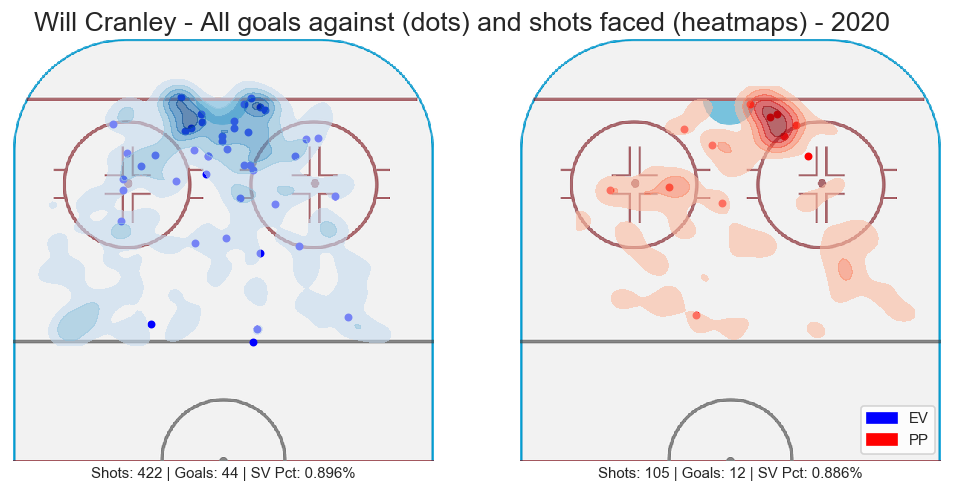 Will Cranley - All goals against (dots) and shots faced (heatmaps) - 2020
EV
PP
Shots: 422 | Goals: 44 | SV Pct: 0.896%
Shots: 105 | Goals: 12 | SV Pct: 0.886%